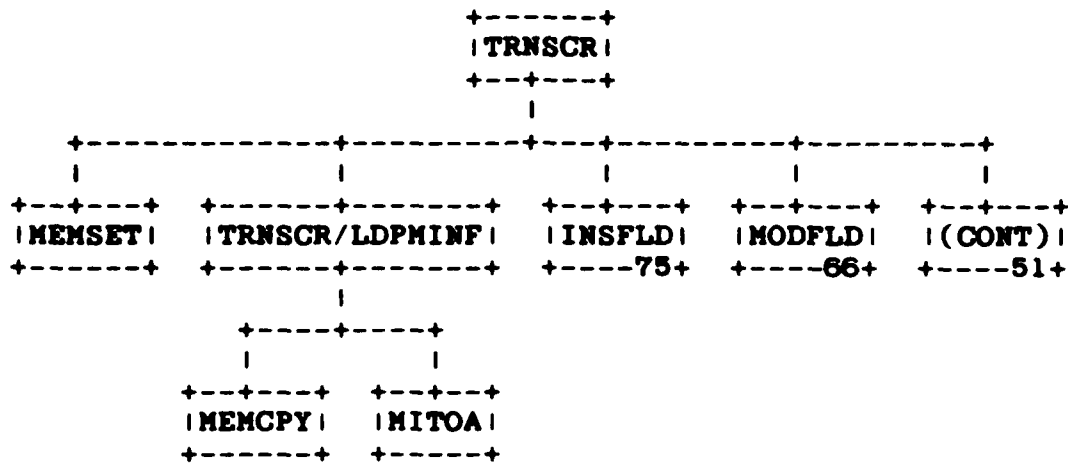 TRNSCR
MEMSET TRNSCR/LDPMINF INSFLD MODFLD (CONT)
75 66 51
MEMCPY MITOA